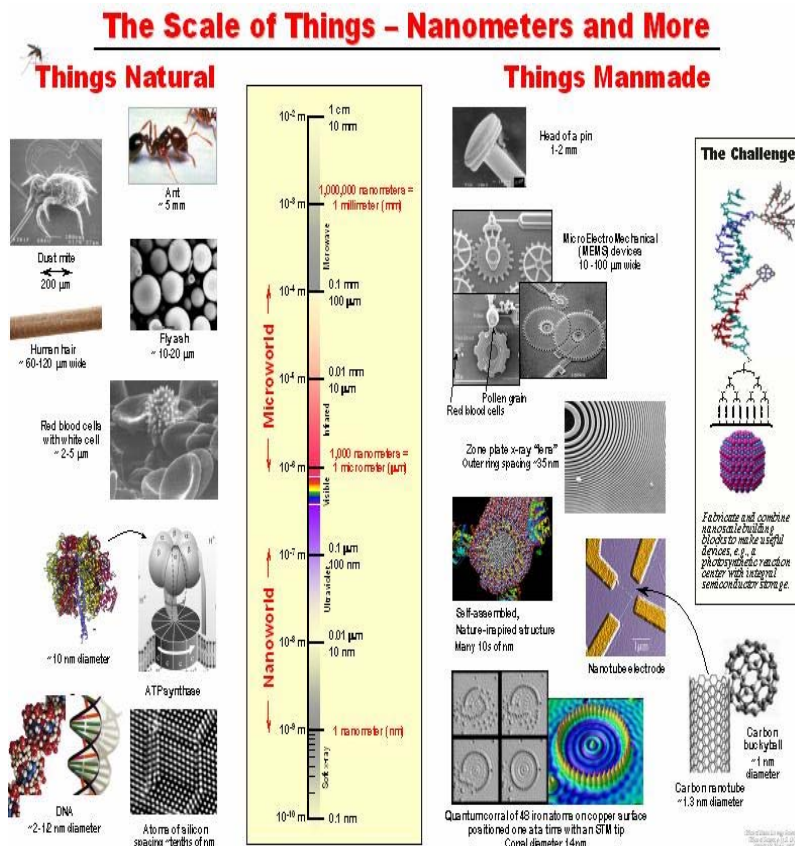 The Scale of Things – Nanometers and More
Things Natural
Things Manmade
Ant
~ 5 mm
Dust mite
200 µm
Human hair
~ 60-120 µm wide
Fly ash
~ 10-20 µm
Red blood cells
with white cell
~ 2-5 µm
~10 nm diameter
ATP synthase
DNA
~2-1/2 nm diameter
Atoms of silicon
spacing ~tenths of nm
10-2 m
1 cm
10 mm
1,000,000 nanometers =
1 millimeter (mm)
10-3 m
Microwave
0.1 mm
100 µm
10-4 m
Microworld
0.01 mm
10 µm
10-4 m
Infrared
1,000 nanometers =
1 micrometer (µm)
10-6 m
Visible
0.1 µm
100 nm
10-7 m
Ultraviolet
Nanoworld
0.01 µm
10 nm
10-8 m
1 nanometer (nm)
10-9 m
Soft x-ray
0.1 nm
10-10 m
Head of a pin
1-2 mm
MicroElectroMechanical
(MEMS) devices
10 -100 µm wide
Pollen grain
Red blood cells
Zone plate x-ray "lens"
Outer ring spacing ~35 nm
Self-assembled,
Nature-inspired structure
Many 10s of nm
1µm
Nanotube electrode
Quantum corral of 48 iron atoms on copper surface
positioned one at a time with an STM tip
Corral diameter 14 nm
Carbon nanotube
~ 1.3 nm diameter
Carbon
buckyball
~1 nm
diameter
The Challenge
Fabricate and combine
nanoscale building
blocks to make useful
devices, e.g., a
photosynthetic reaction
center with integral
semiconductor storage.